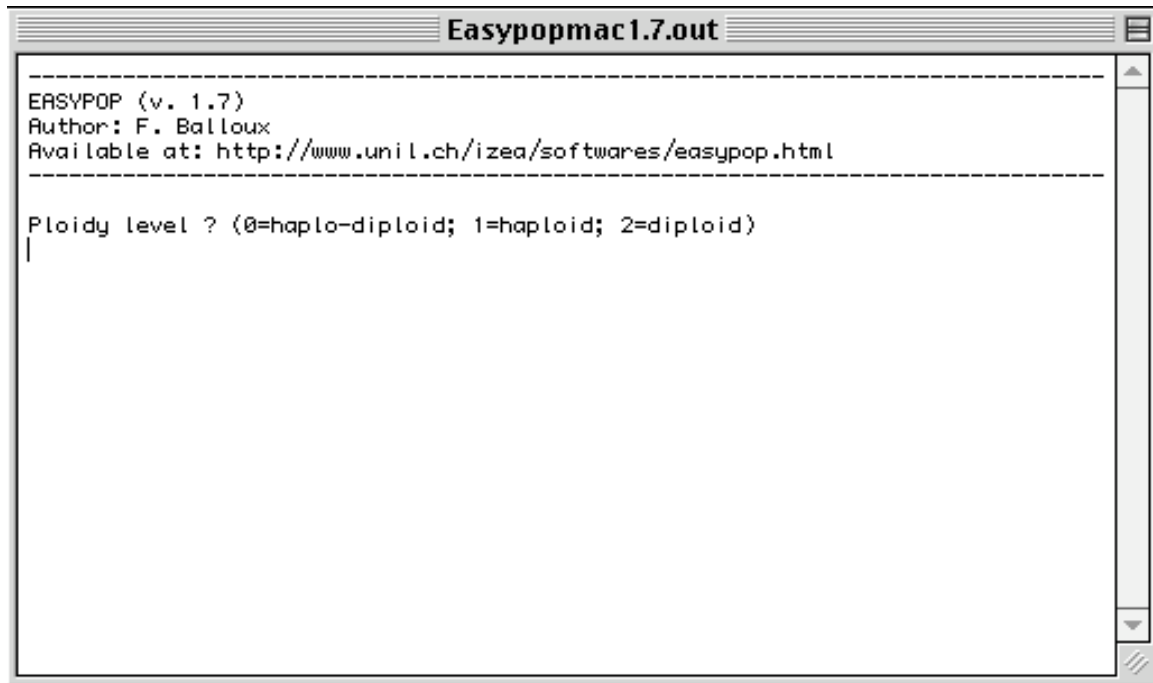 Easypopmac1.7.out
--------------------------------------------------------------------------------
EASYPOP (v. 1.7)
Author: F. Balloux
Available at: http://www.unil.ch/izea/softwares/easypop.html
--------------------------------------------------------------------------------
Ploidy level ? (0=haplo-diploid; 1=haploid; 2=diploid)